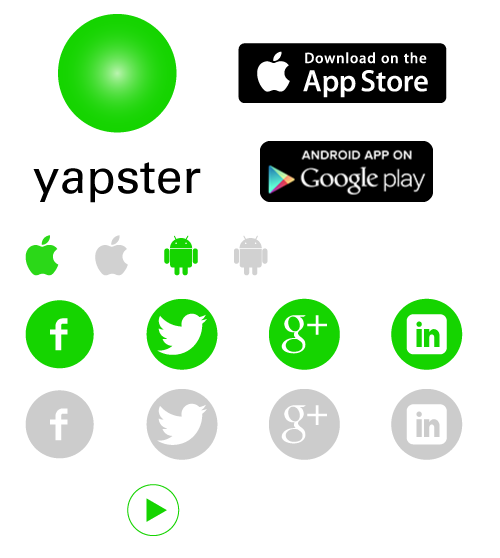 Download on the
App Store
yapster
ANDROID APP ON
Google play
f
g+
in
f
g+
in